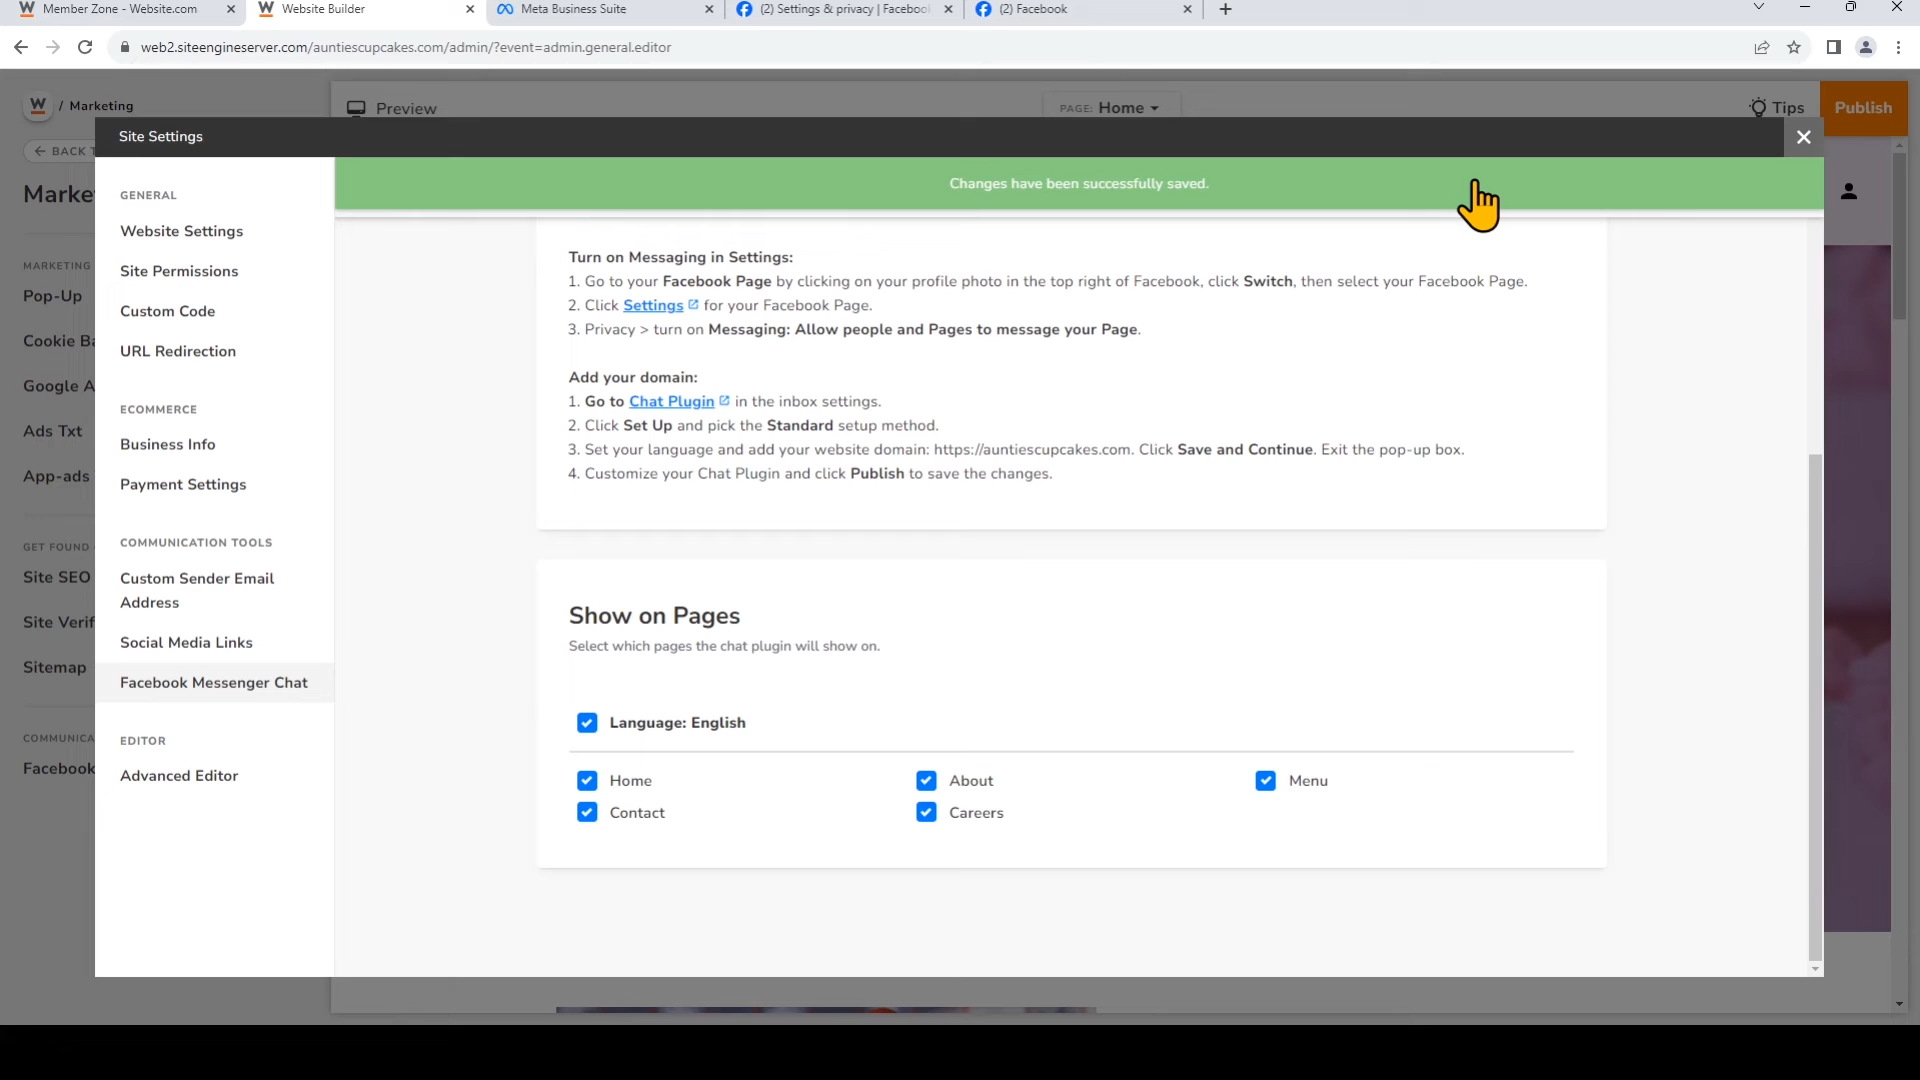 Member Zone - Website.com
Website Builder
Meta Business Suite
(2) Settings & privacy | Facebook
(2) Facebook
web2.siteengineserver.com/auntiescupcakes.com/admin/?event=admin.general.editor
W / Marketing
Preview
PAGE: Home
Tips
Publish
BACK T
Site Settings
Marke
MARKETING
Pop-Up
Cookie Ba
Google A
Ads Txt
App-ads
GET FOUND
Site SEO
Site Verif
Sitemap
COMMUNICA
Facebook
GENERAL
Website Settings
Site Permissions
Custom Code
URL Redirection
ECOMMERCE
Business Info
Payment Settings
COMMUNICATION TOOLS
Custom Sender Email
Address
Social Media Links
Facebook Messenger Chat
EDITOR
Advanced Editor
Changes have been successfully saved.
Turn on Messaging in Settings:
1. Go to your Facebook Page by clicking on your profile photo in the top right of Facebook, click Switch, then select your Facebook Page.
2. Click Settings for your Facebook Page.
3. Privacy > turn on Messaging: Allow people and Pages to message your Page.
Add your domain:
1. Go to Chat Plugin in the inbox settings.
2. Click Set Up and pick the Standard setup method.
3. Set your language and add your website domain: https://auntiescupcakes.com. Click Save and Continue. Exit the pop-up box.
4. Customize your Chat Plugin and click Publish to save the changes.
Show on Pages
Select which pages the chat plugin will show on.
Language: English
Home
About
Menu
Contact
Careers